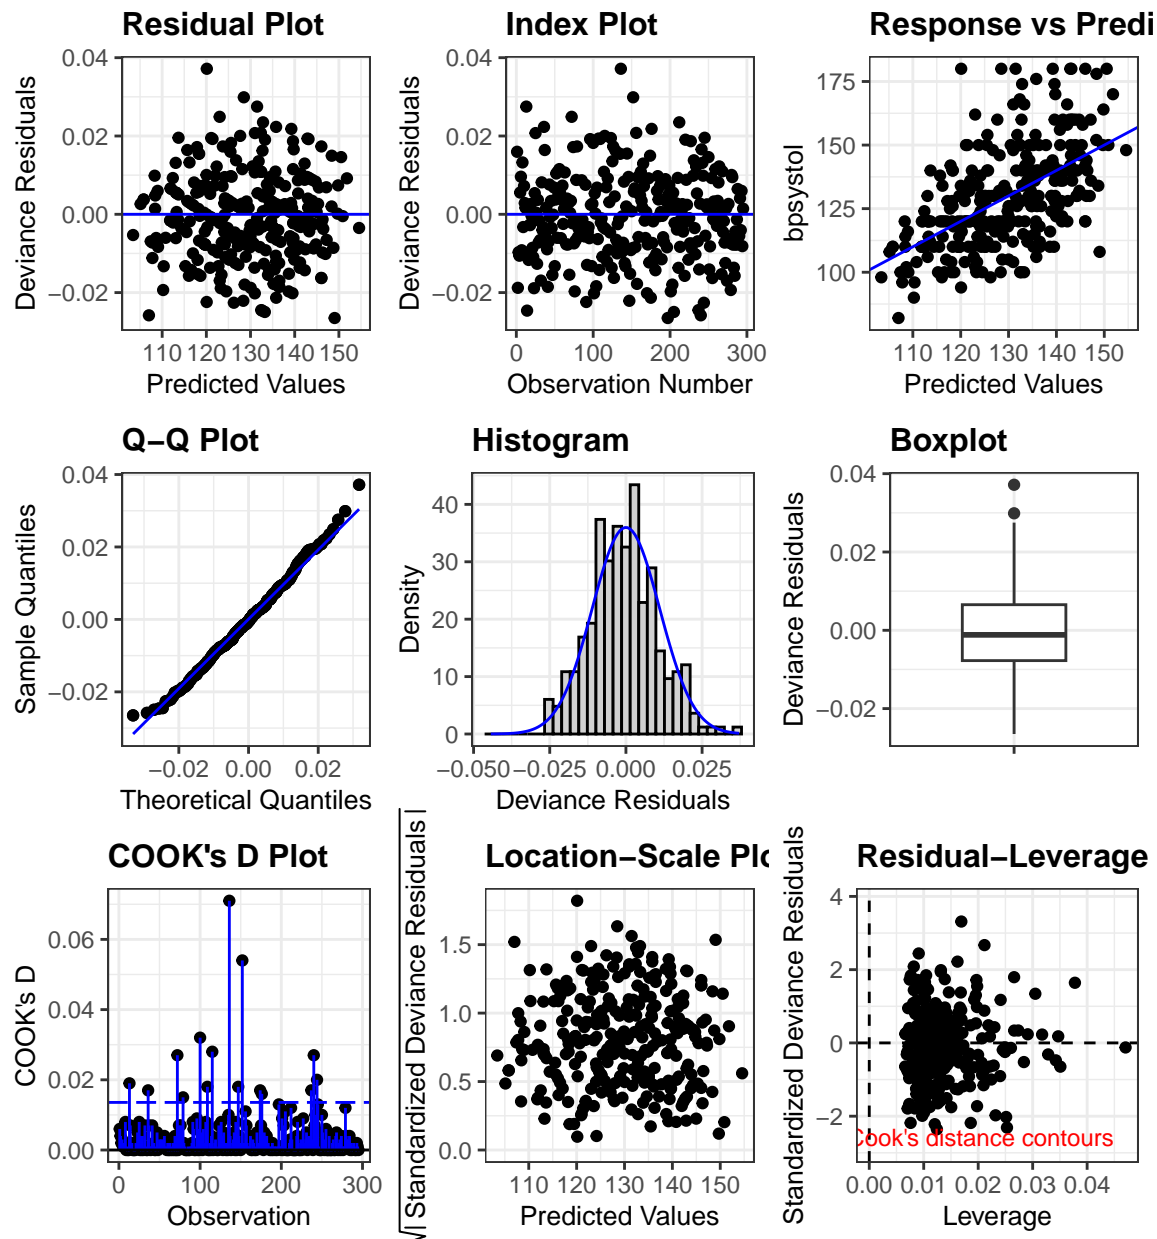 Residual Plot
Deviance Residuals
0.04
0.02
0.00
−0.02
110 120 130 140 150
Predicted Values
Index Plot
Deviance Residuals
0.04
0.02
0.00
−0.02
0 100 200 300
Observation Number
Response vs Predi
bpsystol
175
150
125
100
110 120 130 140 150
Predicted Values
Q−Q Plot
Sample Quantiles
0.04
0.02
0.00
−0.02
−0.02 0.00 0.02
Theoretical Quantiles
Histogram
Density
40
30
20
10
0
−0.050 −0.025 0.000 0.025
Deviance Residuals
Boxplot
Deviance Residuals
0.04
0.02
0.00
−0.02
COOK's D Plot
COOK's D
0.06
0.04
0.02
0.00
0 100 200 300
Observation
Location−Scale Plo
√| Standardized Deviance Residuals |
1.5
1.0
0.5
0.0
110 120 130 140 150
Predicted Values
Residual−Leverage
Standardized Deviance Residuals
4
2
0
−2
Cook's distance contours
0.00 0.01 0.02 0.03 0.04
Leverage